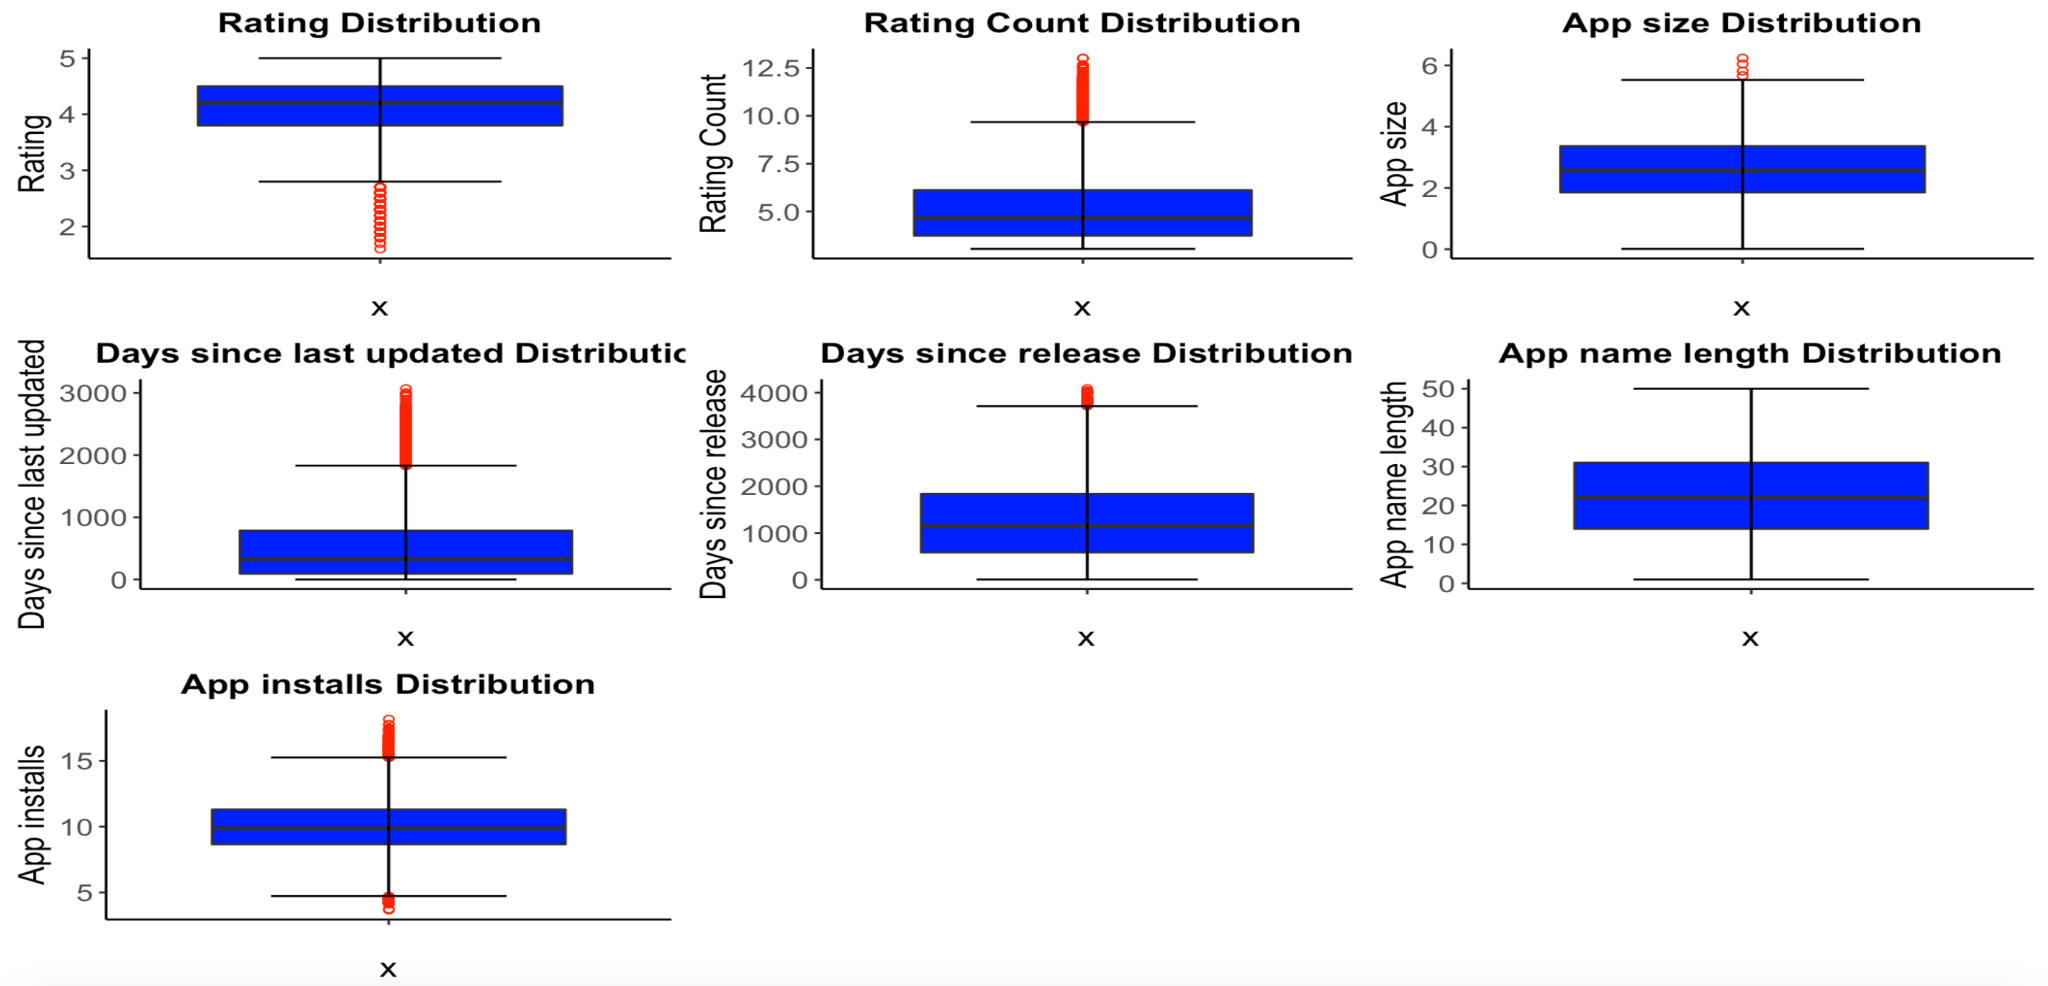 Rating Distribution
Rating
5
4
3
2
x
Rating Count Distribution
Rating Count
12.5
10.0
7.5
5.0
x
App size Distribution
App size
6
4
2
0
x
Days since last updated Distributic
Days since last updated
3000
2000
1000
0
x
Days since release Distribution
Days since release
4000
3000
2000
1000
0
x
App name length Distribution
App name length
50
40
30
20
10
0
x
App installs Distribution
App installs
15
10
5
x